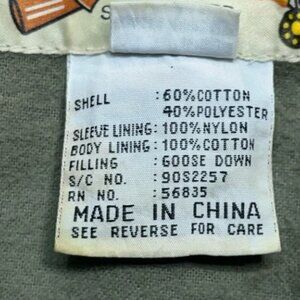 SHELL : 60%COTTON
40%POLYESTER
SLEEVE LINING: 100%NYLON
BODY LINING : 100%COTTON
FILLING : GOOSE DOWN
S/C NO. : 90S2257
RN NO. : 56835
MADE IN CHINA
SEE REVERSE FOR CARE